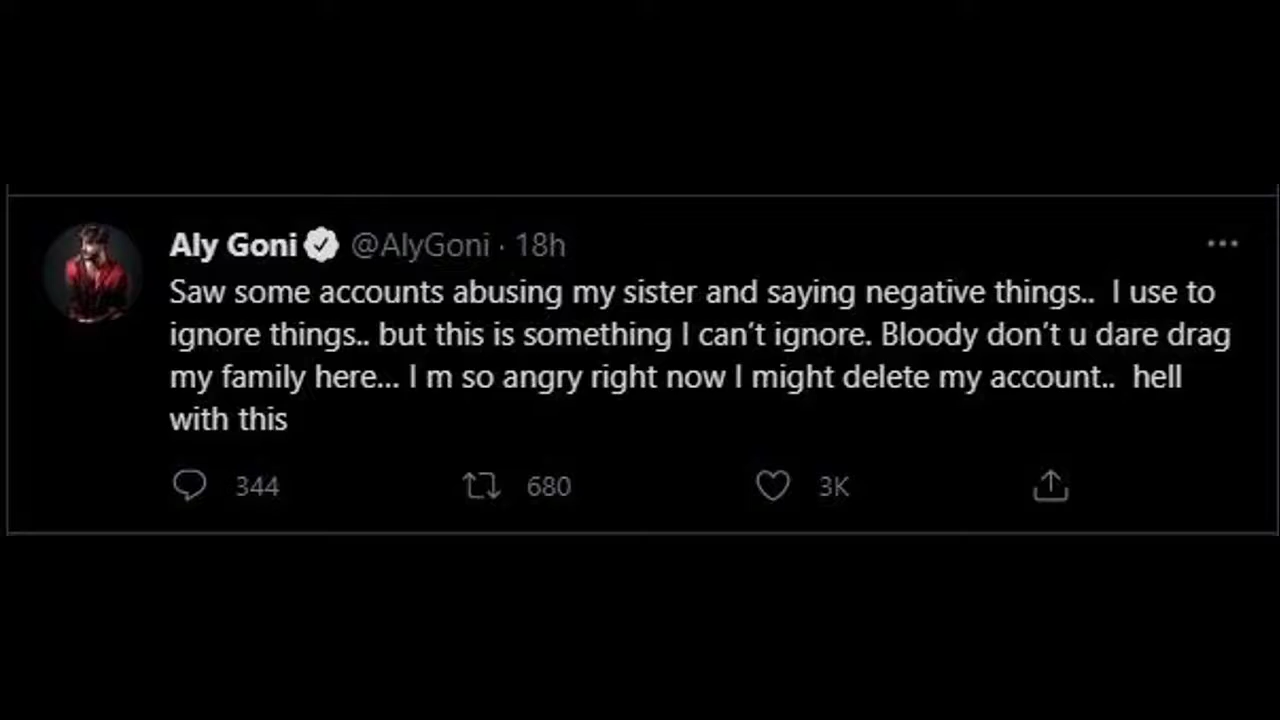 Aly Goni @AlyGoni · 18h
Saw some accounts abusing my sister and saying negative things..  I use to
ignore things.. but this is something I can’t ignore. Bloody don’t u dare drag
my family here... I m so angry right now I might delete my account..  hell
with this
344 680 3K